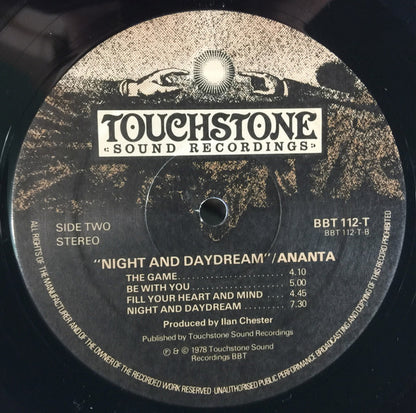 TOUCHSTONE
SOUND RECORDINGS
SIDE TWO
STEREO
BBT 112-T
BBT 112-T-B
"NIGHT AND DAYDREAM"/ANANTA
THE GAME.................. 4.10
BE WITH YOU................ 5.00
FILL YOUR HEART AND MIND .... 4.45
NIGHT AND DAYDREAM ........ 7.30
Produced by Ilan Chester
Published by Touchstone Sound Recordings
℗ & © 1978 Touchstone Sound
Recordings BBT
ALL RIGHTS OF THE MANUFACTURER AND OF THE OWNER OF THE RECORDED WORK RESERVED UNAUTHORISED PUBLIC PERFORMANCE BROADCASTING AND COPYING OF THIS RECORD PROHIBITED